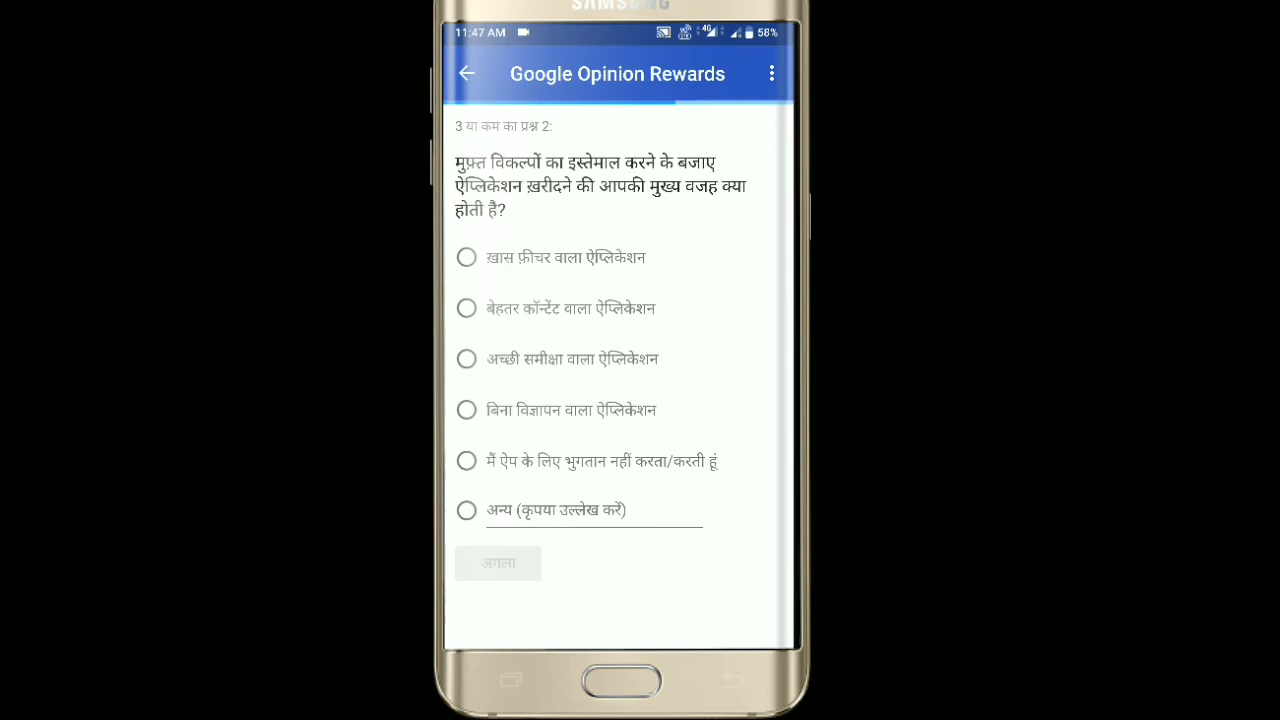 SAMSUNG
11:47 AM 4G 58%
Google Opinion Rewards
3 या कम का प्रश्न 2:
मुफ़्त विकल्पों का इस्तेमाल करने के बजाए
ऐप्लिकेशन ख़रीदने की आपकी मुख्य वजह क्या
होती है?
ख़ास फ़ीचर वाला ऐप्लिकेशन
बेहतर कॉन्टेंट वाला ऐप्लिकेशन
अच्छी समीक्षा वाला ऐप्लिकेशन
बिना विज्ञापन वाला ऐप्लिकेशन
मैं ऐप के लिए भुगतान नहीं करता/करती हूं
अन्य (कृपया उल्लेख करें)
अगला